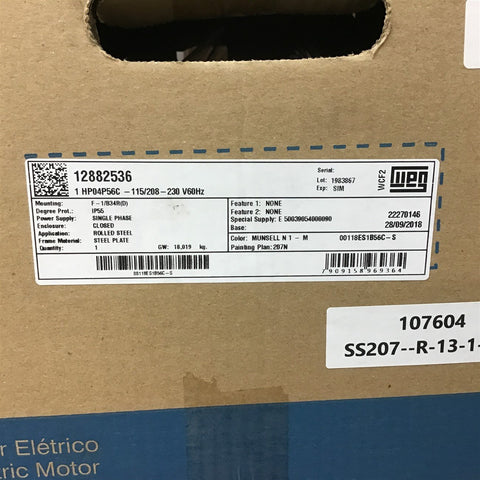 12882536
1 HP04P56C -115/208-230 V60Hz
Serial:
Lot: 1983867
Exp: SIM
WCF2
WEG
Mounting: F-1/B34R(D)
Degree Prot.: IP55
Power Supply: SINGLE PHASE
Enclosure: CLOSED
Application: ROLLED STEEL
Frame Material: STEEL PLATE
Quantity: 1 GW: 18,019 kg.
Feature 1: NONE
Feature 2: NONE
Special Supply: E 50039054000090
Base:
22270146
28/09/2018
Color: MUNSELL N 1 - M 00118ES1B56C-S
Painting Plan: 207N
00118ES1B56C-S
7909158969364
107604
SS207--R-13-1-
r Elétrico
tric Motor